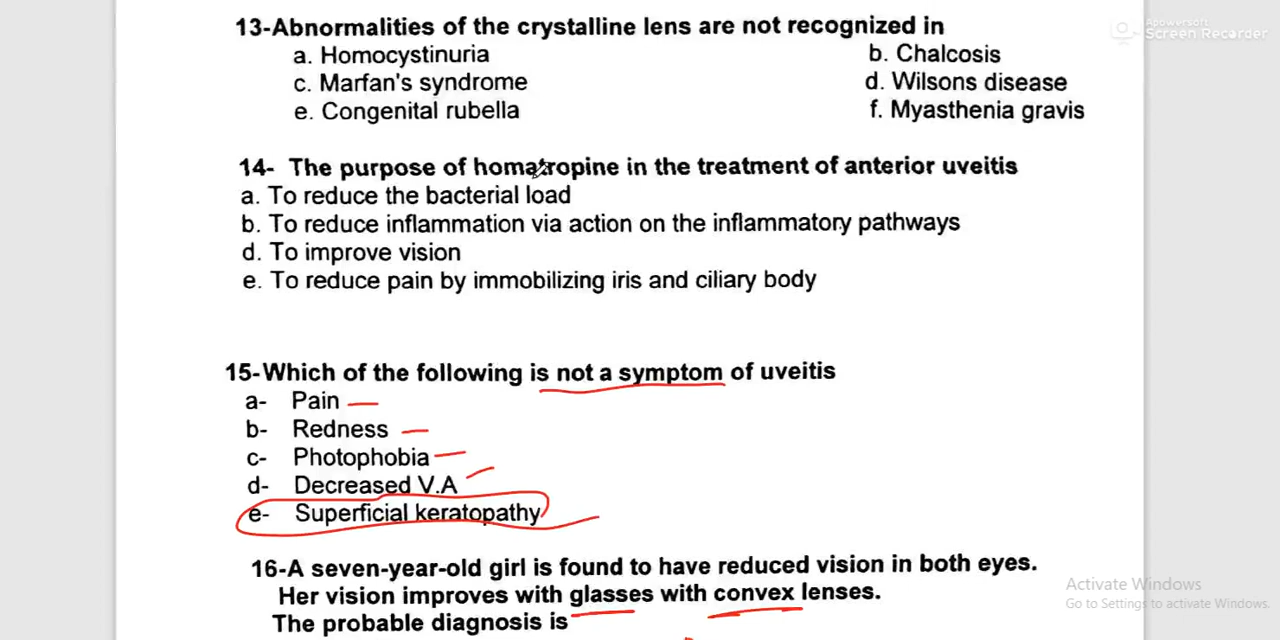 Apowersoft
Screen Recorder
13-Abnormalities of the crystalline lens are not recognized in
a. Homocystinuria b. Chalcosis
c. Marfan's syndrome d. Wilsons disease
e. Congenital rubella f. Myasthenia gravis
14- The purpose of homatropine in the treatment of anterior uveitis
a. To reduce the bacterial load
b. To reduce inflammation via action on the inflammatory pathways
d. To improve vision
e. To reduce pain by immobilizing iris and ciliary body
15-Which of the following is not a symptom of uveitis
a- Pain
b- Redness
c- Photophobia
d- Decreased V.A
e- Superficial keratopathy
16-A seven-year-old girl is found to have reduced vision in both eyes.
Her vision improves with glasses with convex lenses.
The probable diagnosis is
Activate Windows
Go to Settings to activate Windows.